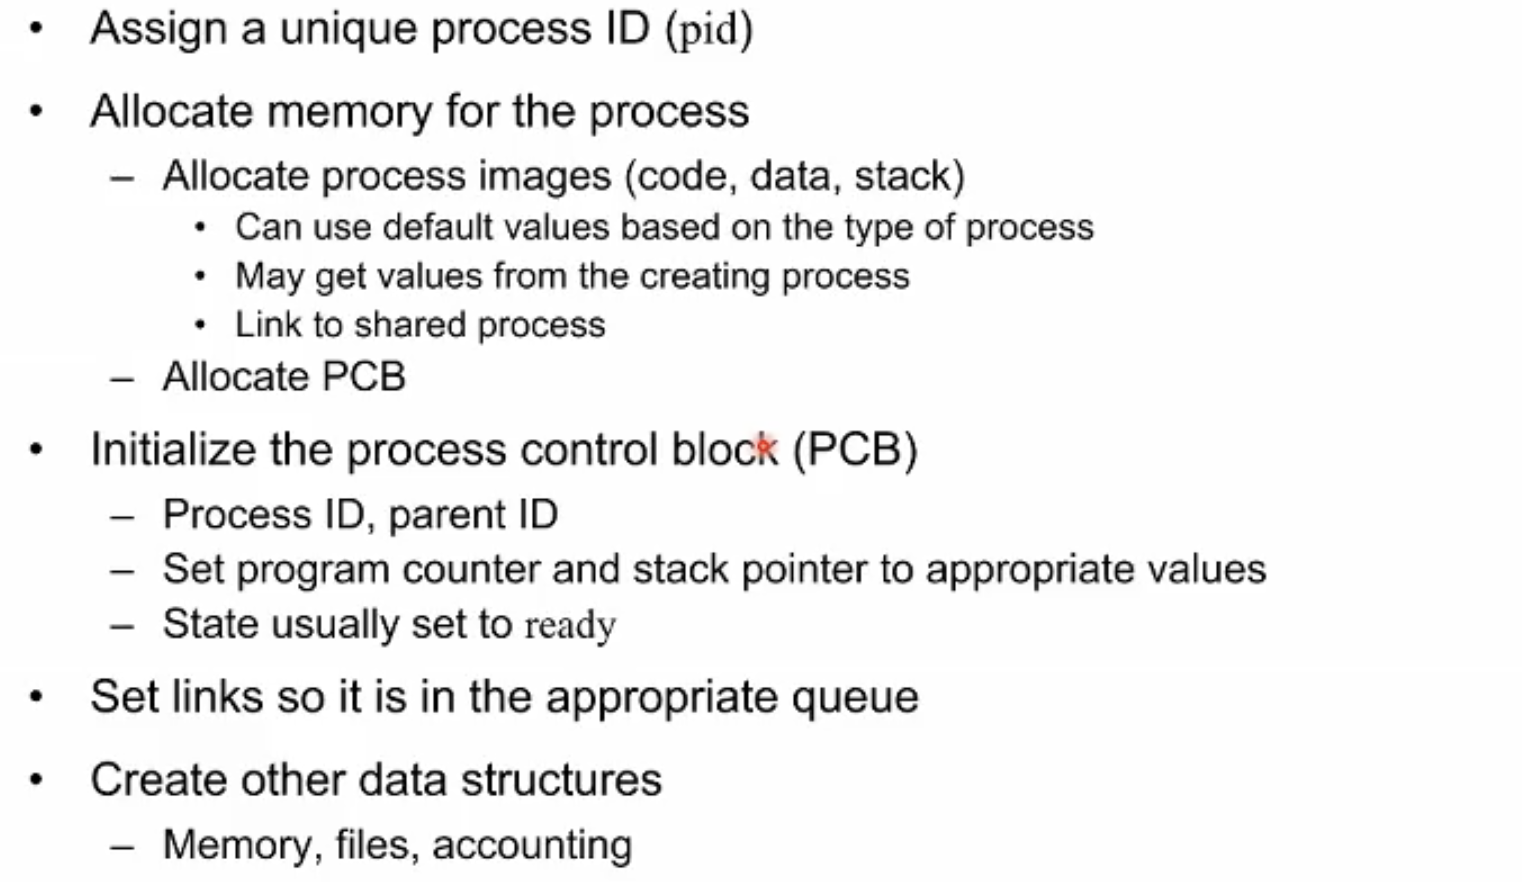 • Assign a unique process ID (pid)
• Allocate memory for the process
– Allocate process images (code, data, stack)
• Can use default values based on the type of process
• May get values from the creating process
• Link to shared process
– Allocate PCB
• Initialize the process control block (PCB)
– Process ID, parent ID
– Set program counter and stack pointer to appropriate values
– State usually set to ready
• Set links so it is in the appropriate queue
• Create other data structures
– Memory, files, accounting